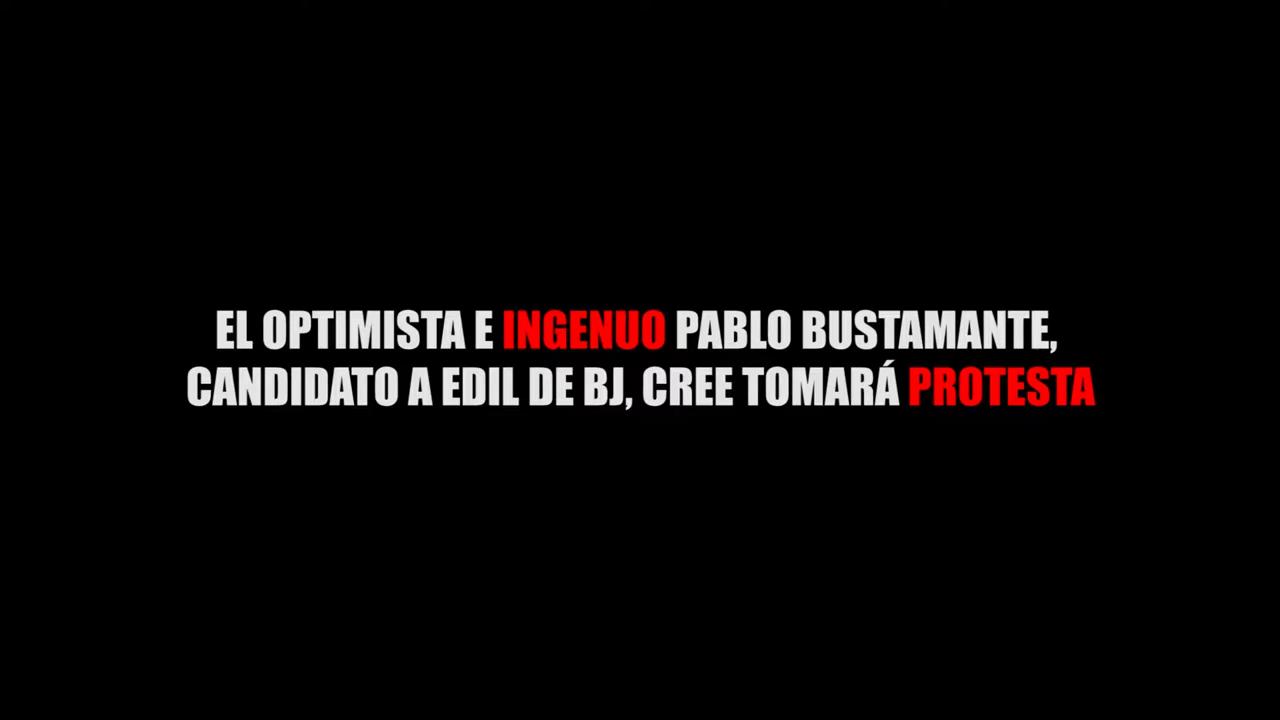 EL OPTIMISTA E INGENUO PABLO BUSTAMANTE,
CANDIDATO A EDIL DE BJ, CREE TOMARÁ PROTESTA